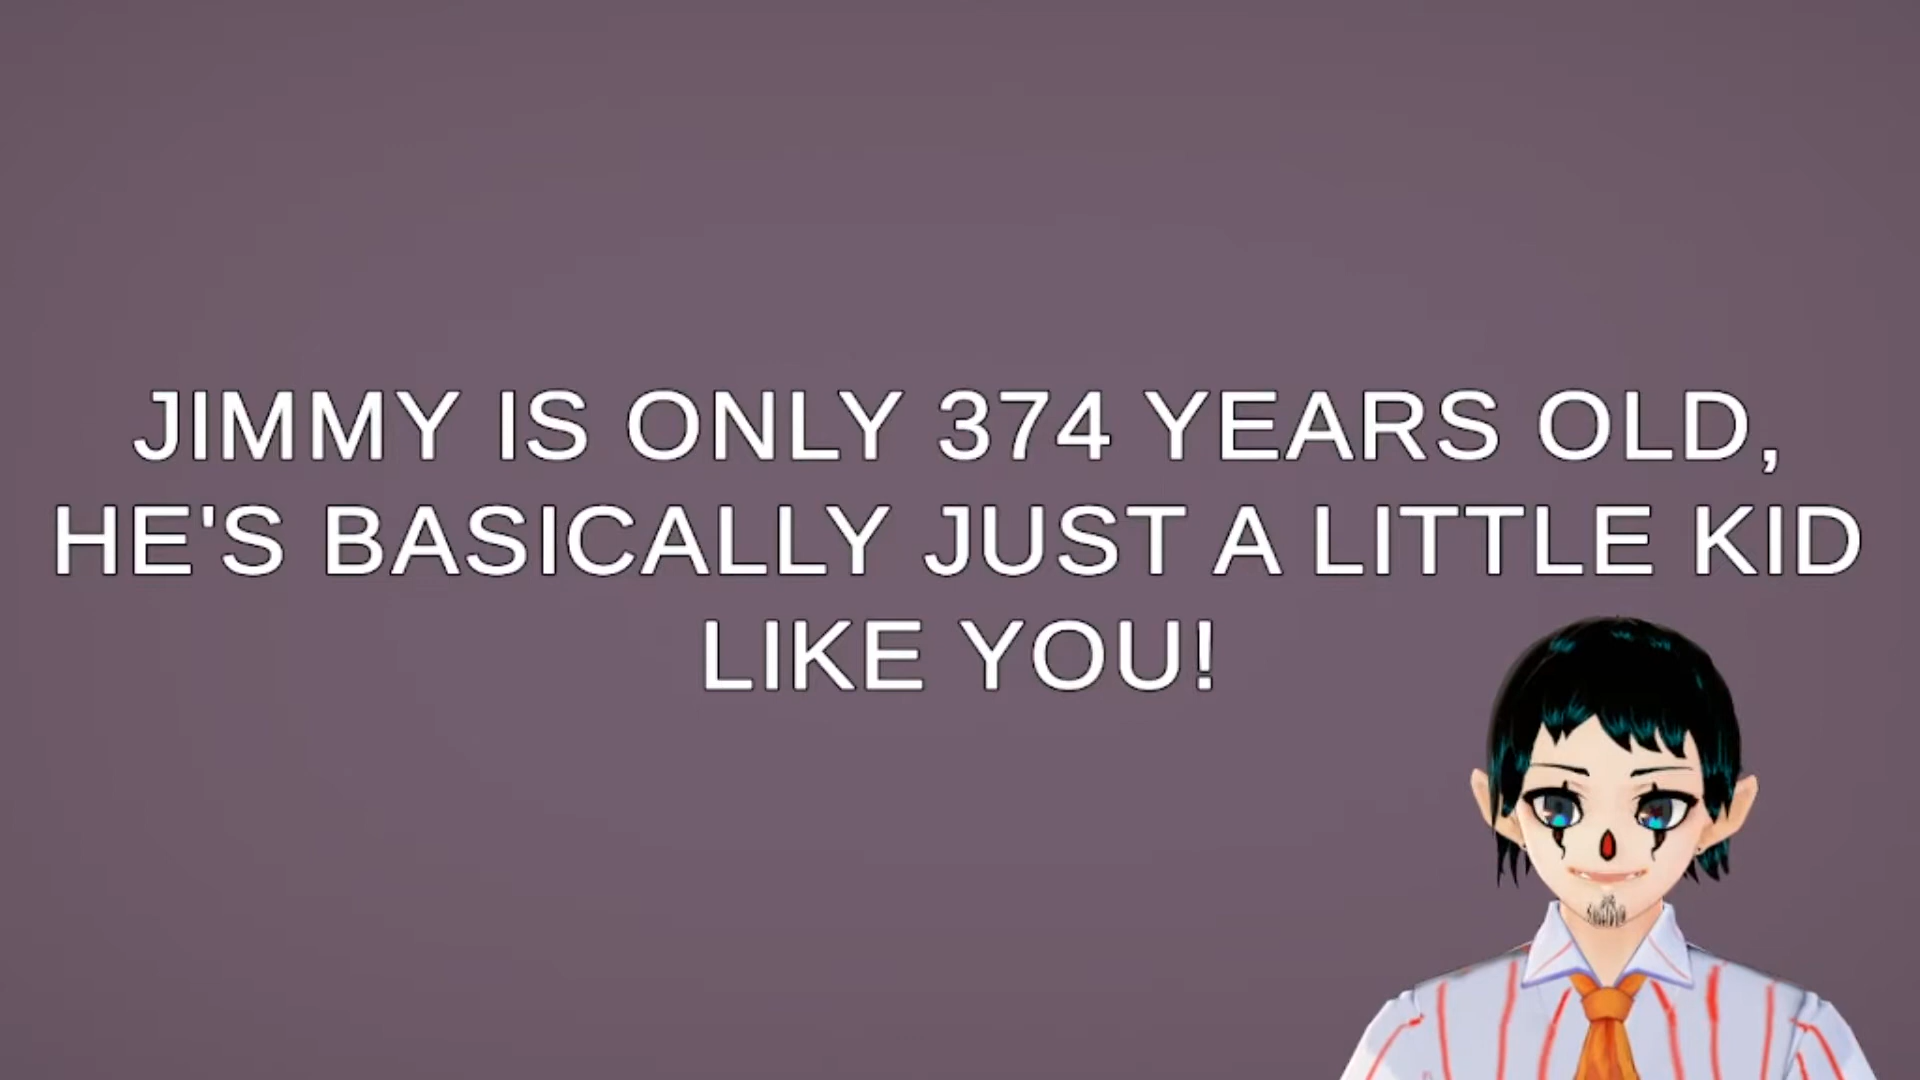 JIMMY IS ONLY 374 YEARS OLD,
HE'S BASICALLY JUST A LITTLE KID
LIKE YOU!